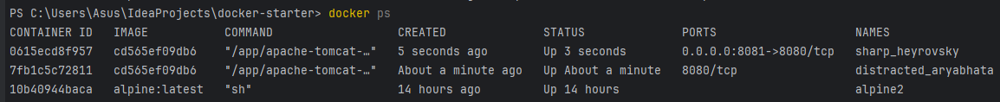 PS C:\Users\Asus\IdeaProjects\docker-starter> docker ps
CONTAINER ID   IMAGE           COMMAND                  CREATED              STATUS              PORTS                    NAMES
0615ecd8f957   cd565ef09db6    "/app/apache-tomcat-…"   5 seconds ago        Up 3 seconds        0.0.0.0:8081->8080/tcp   sharp_heyrovsky
7fb1c5c72811   cd565ef09db6    "/app/apache-tomcat-…"   About a minute ago   Up About a minute   8080/tcp                 distracted_aryabhata
10b40944baca   alpine:latest   "sh"                     14 hours ago         Up 14 hours                                  alpine2